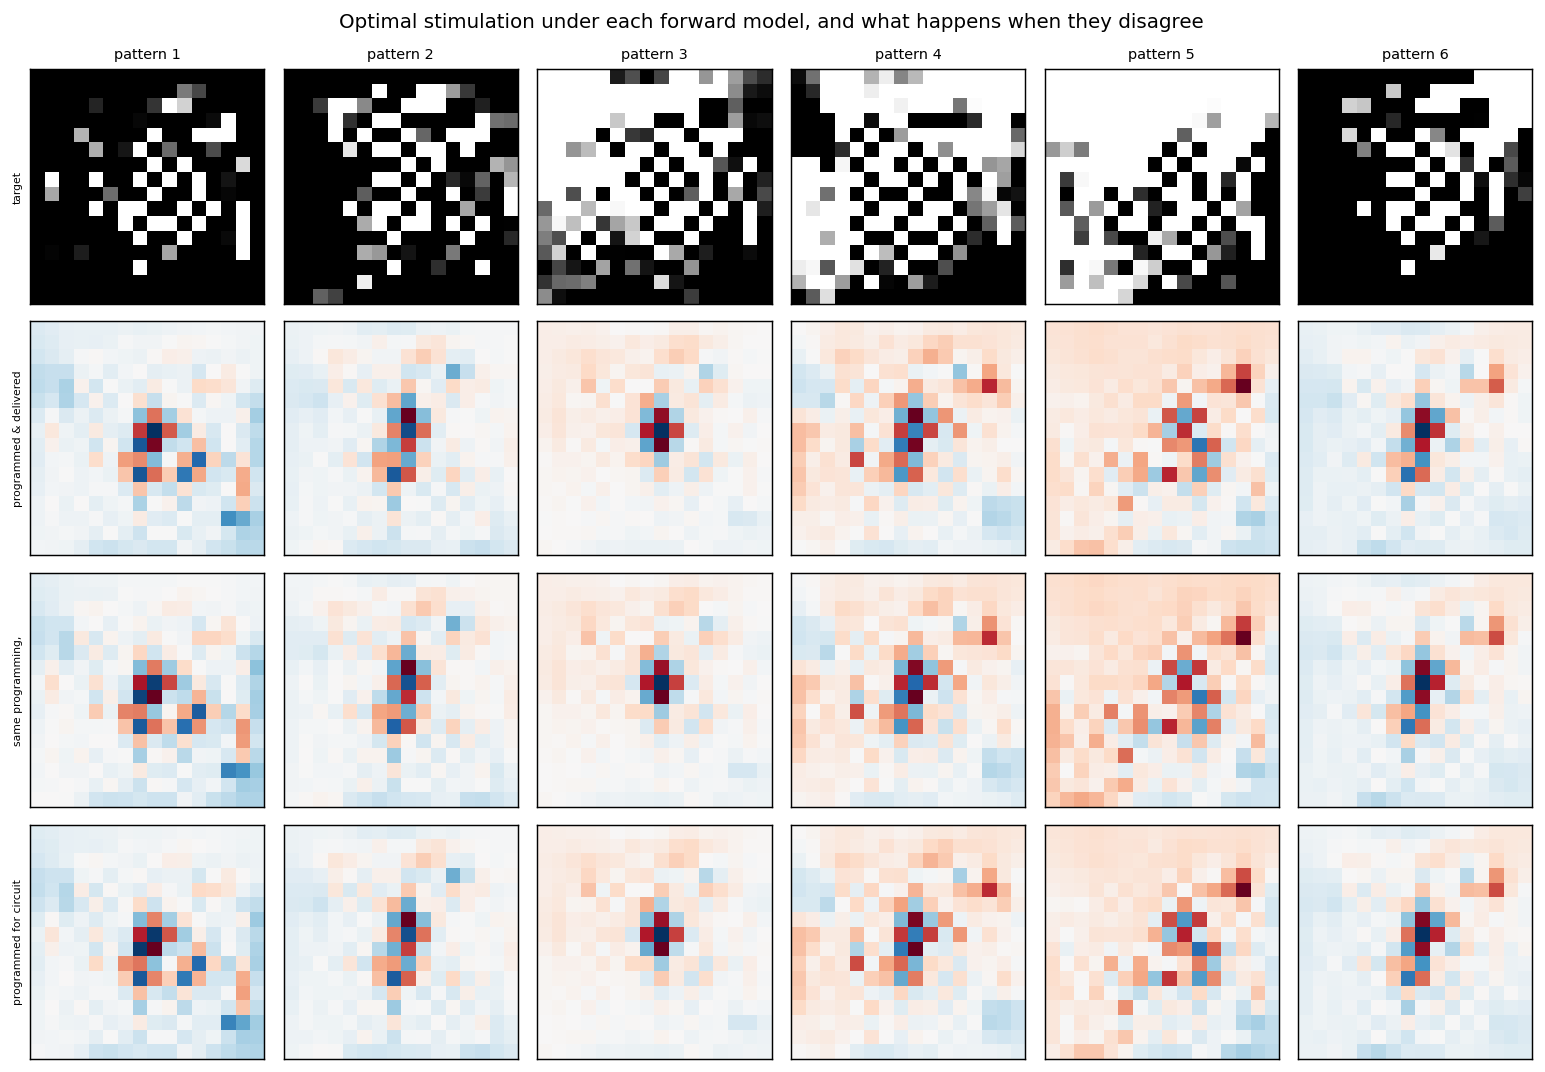 Optimal stimulation under each forward model, and what happens when they disagree
pattern 1
pattern 2
pattern 3
pattern 4
pattern 5
pattern 6
target
programmed & delivered
same programming,
programmed for circuit